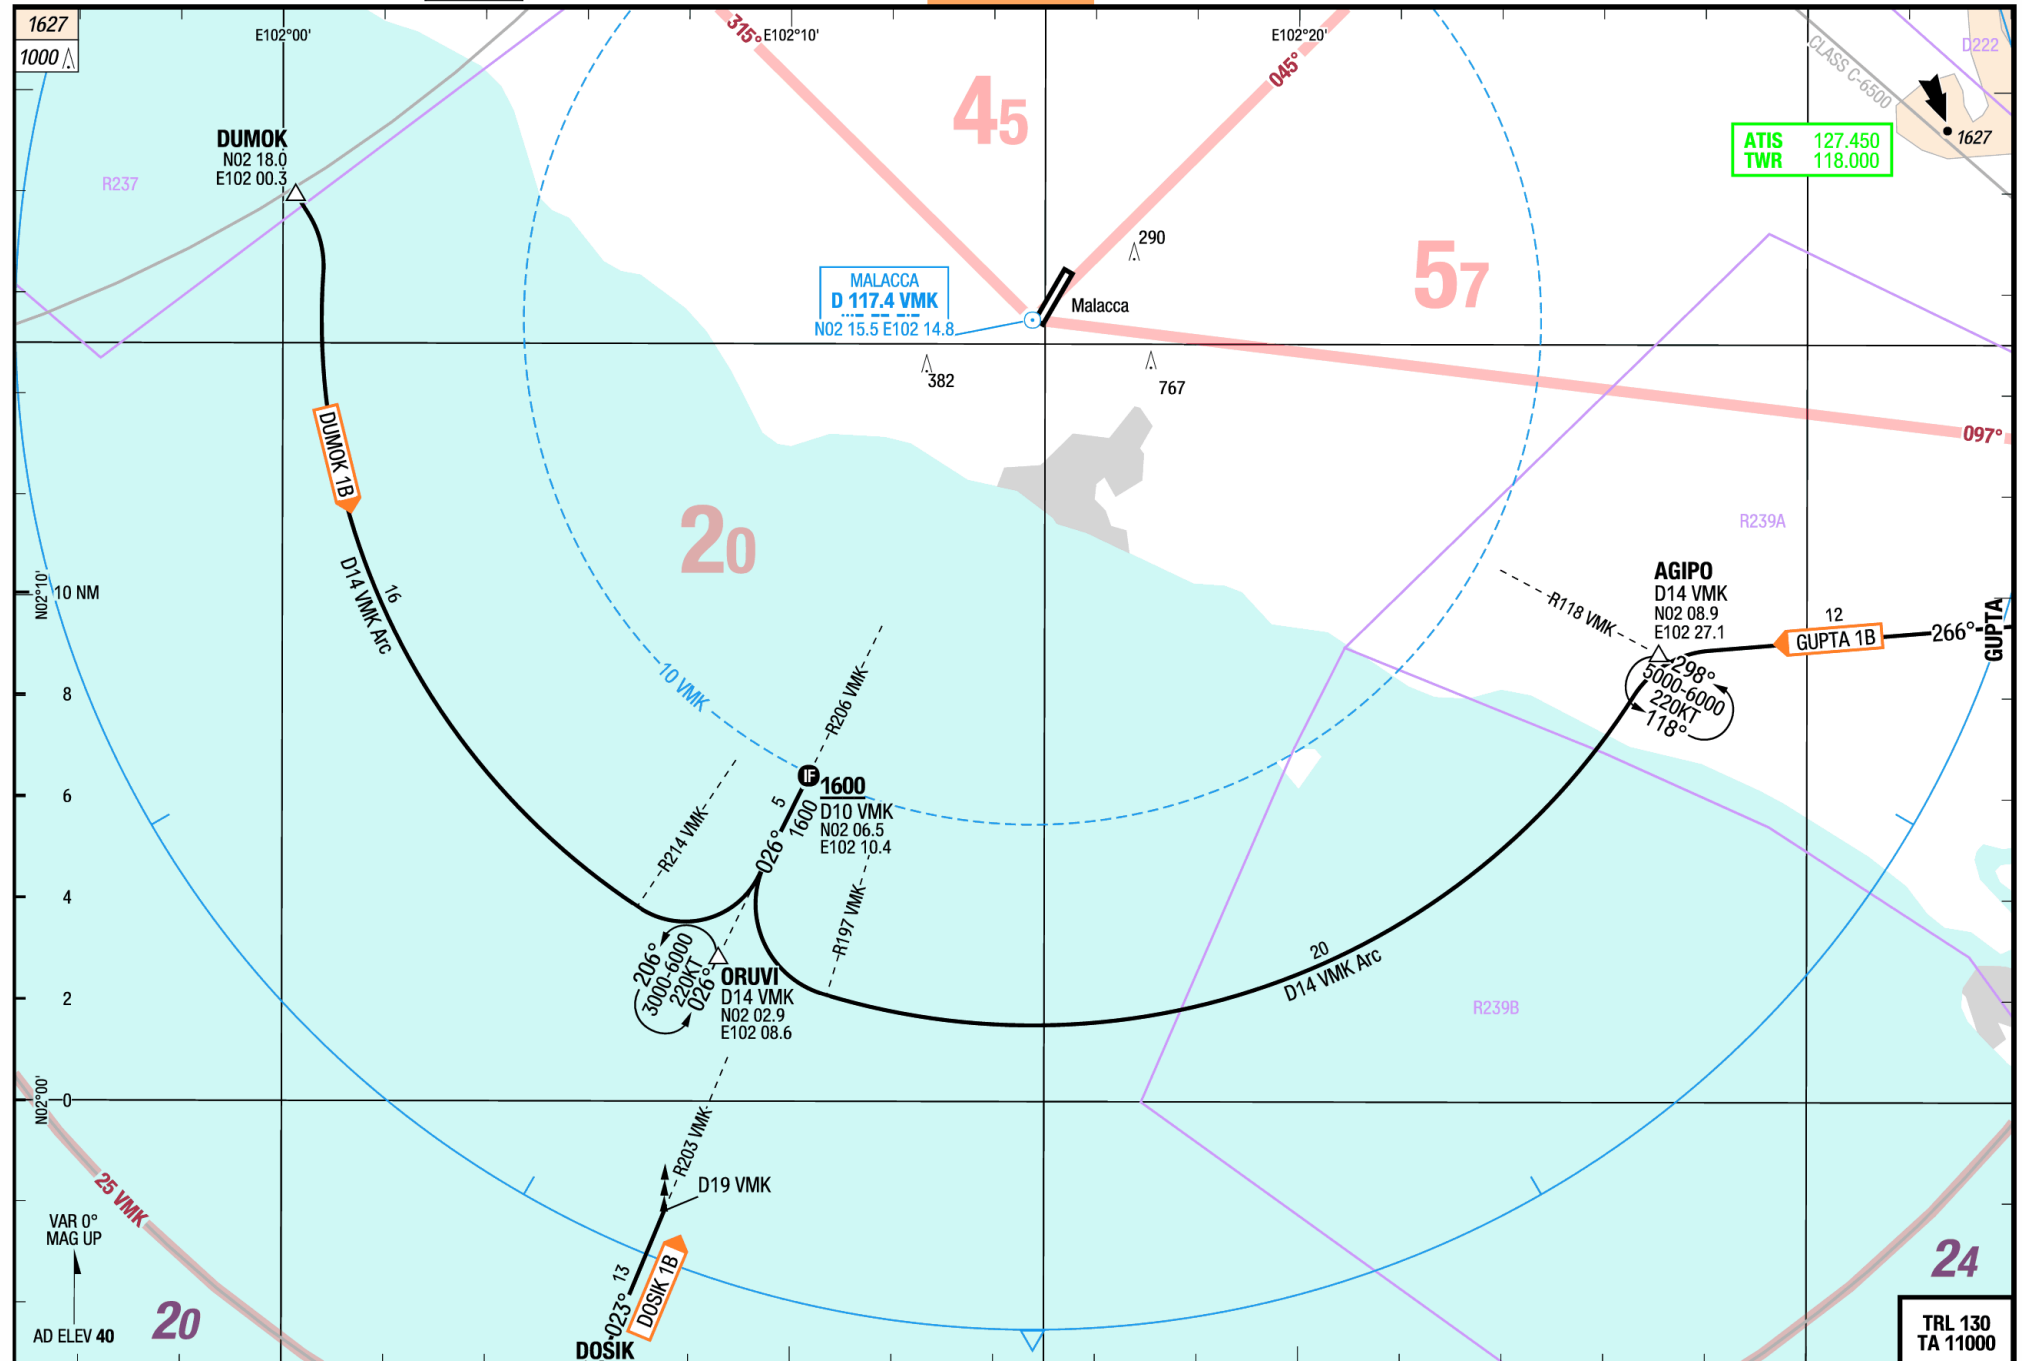 1627
1000
E102°00'
E102°10'
E102°20'
315°
045°
45
CLASS C-6500
D222
1627
ATIS 127.450
TWR 118.000
DUMOK
N02 18.0
E102 00.3
R237
290
57
MALACCA
D 117.4 VMK
N02 15.5 E102 14.8
Malacca
382
767
097°
DUMOK 1B
20
R239A
D14 VMK Arc
16
N02°10'
10 NM
AGIPO
D14 VMK
N02 08.9
E102 27.1
R118 VMK
12
GUPTA 1B
266°
GUPTA
298°
5000-6000
220KT
118°
10 VMK
R206 VMK
8
6
IF
1600
D10 VMK
N02 06.5
E102 10.4
5
1600
026°
R214 VMK
R197 VMK
4
206°
3000-6000
220KT
026°
ORUVI
D14 VMK
N02 02.9
E102 08.6
20
D14 VMK Arc
R239B
2
N02°00'
0
R203 VMK
D19 VMK
25 VMK
VAR 0°
MAG UP
20
AD ELEV 40
13
023°
DOSIK 1B
DOSIK
24
TRL 130
TA 11000